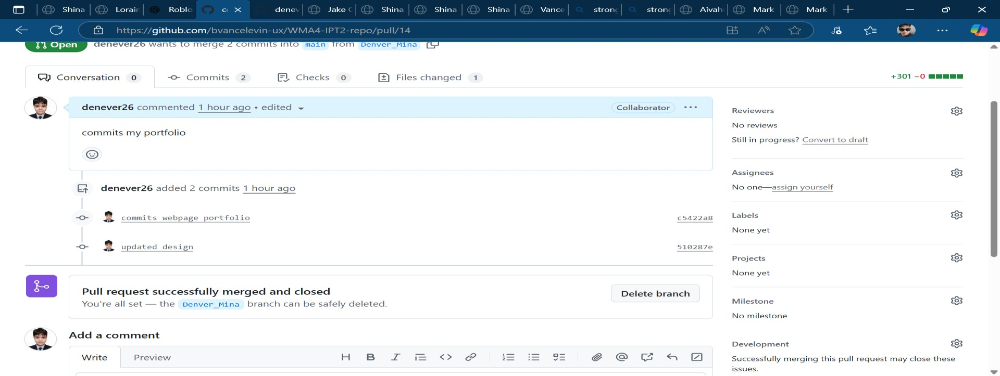 Shina
Lorain
Roblo
co
denev
Jake C
Shina
Shina
Shina
Vance
strong
strong
Aivah
Mark
Mark
https://github.com/bvancelevin-ux/WMA4-IPT2-repo/pull/14
Open denever26 wants to merge 2 commits into main from Denver_Mina
Conversation 0 Commits 2 Checks 0 Files changed 1 +301 −0
denever26 commented 1 hour ago • edited Collaborator
commits my portfolio
denever26 added 2 commits 1 hour ago
commits webpage portfolio c5422a8
updated design 510287e
Pull request successfully merged and closed
You're all set — the Denver_Mina branch can be safely deleted.
Delete branch
Add a comment
Write Preview
Reviewers
No reviews
Still in progress? Convert to draft
Assignees
No one—assign yourself
Labels
None yet
Projects
None yet
Milestone
No milestone
Development
Successfully merging this pull request may close these
issues.